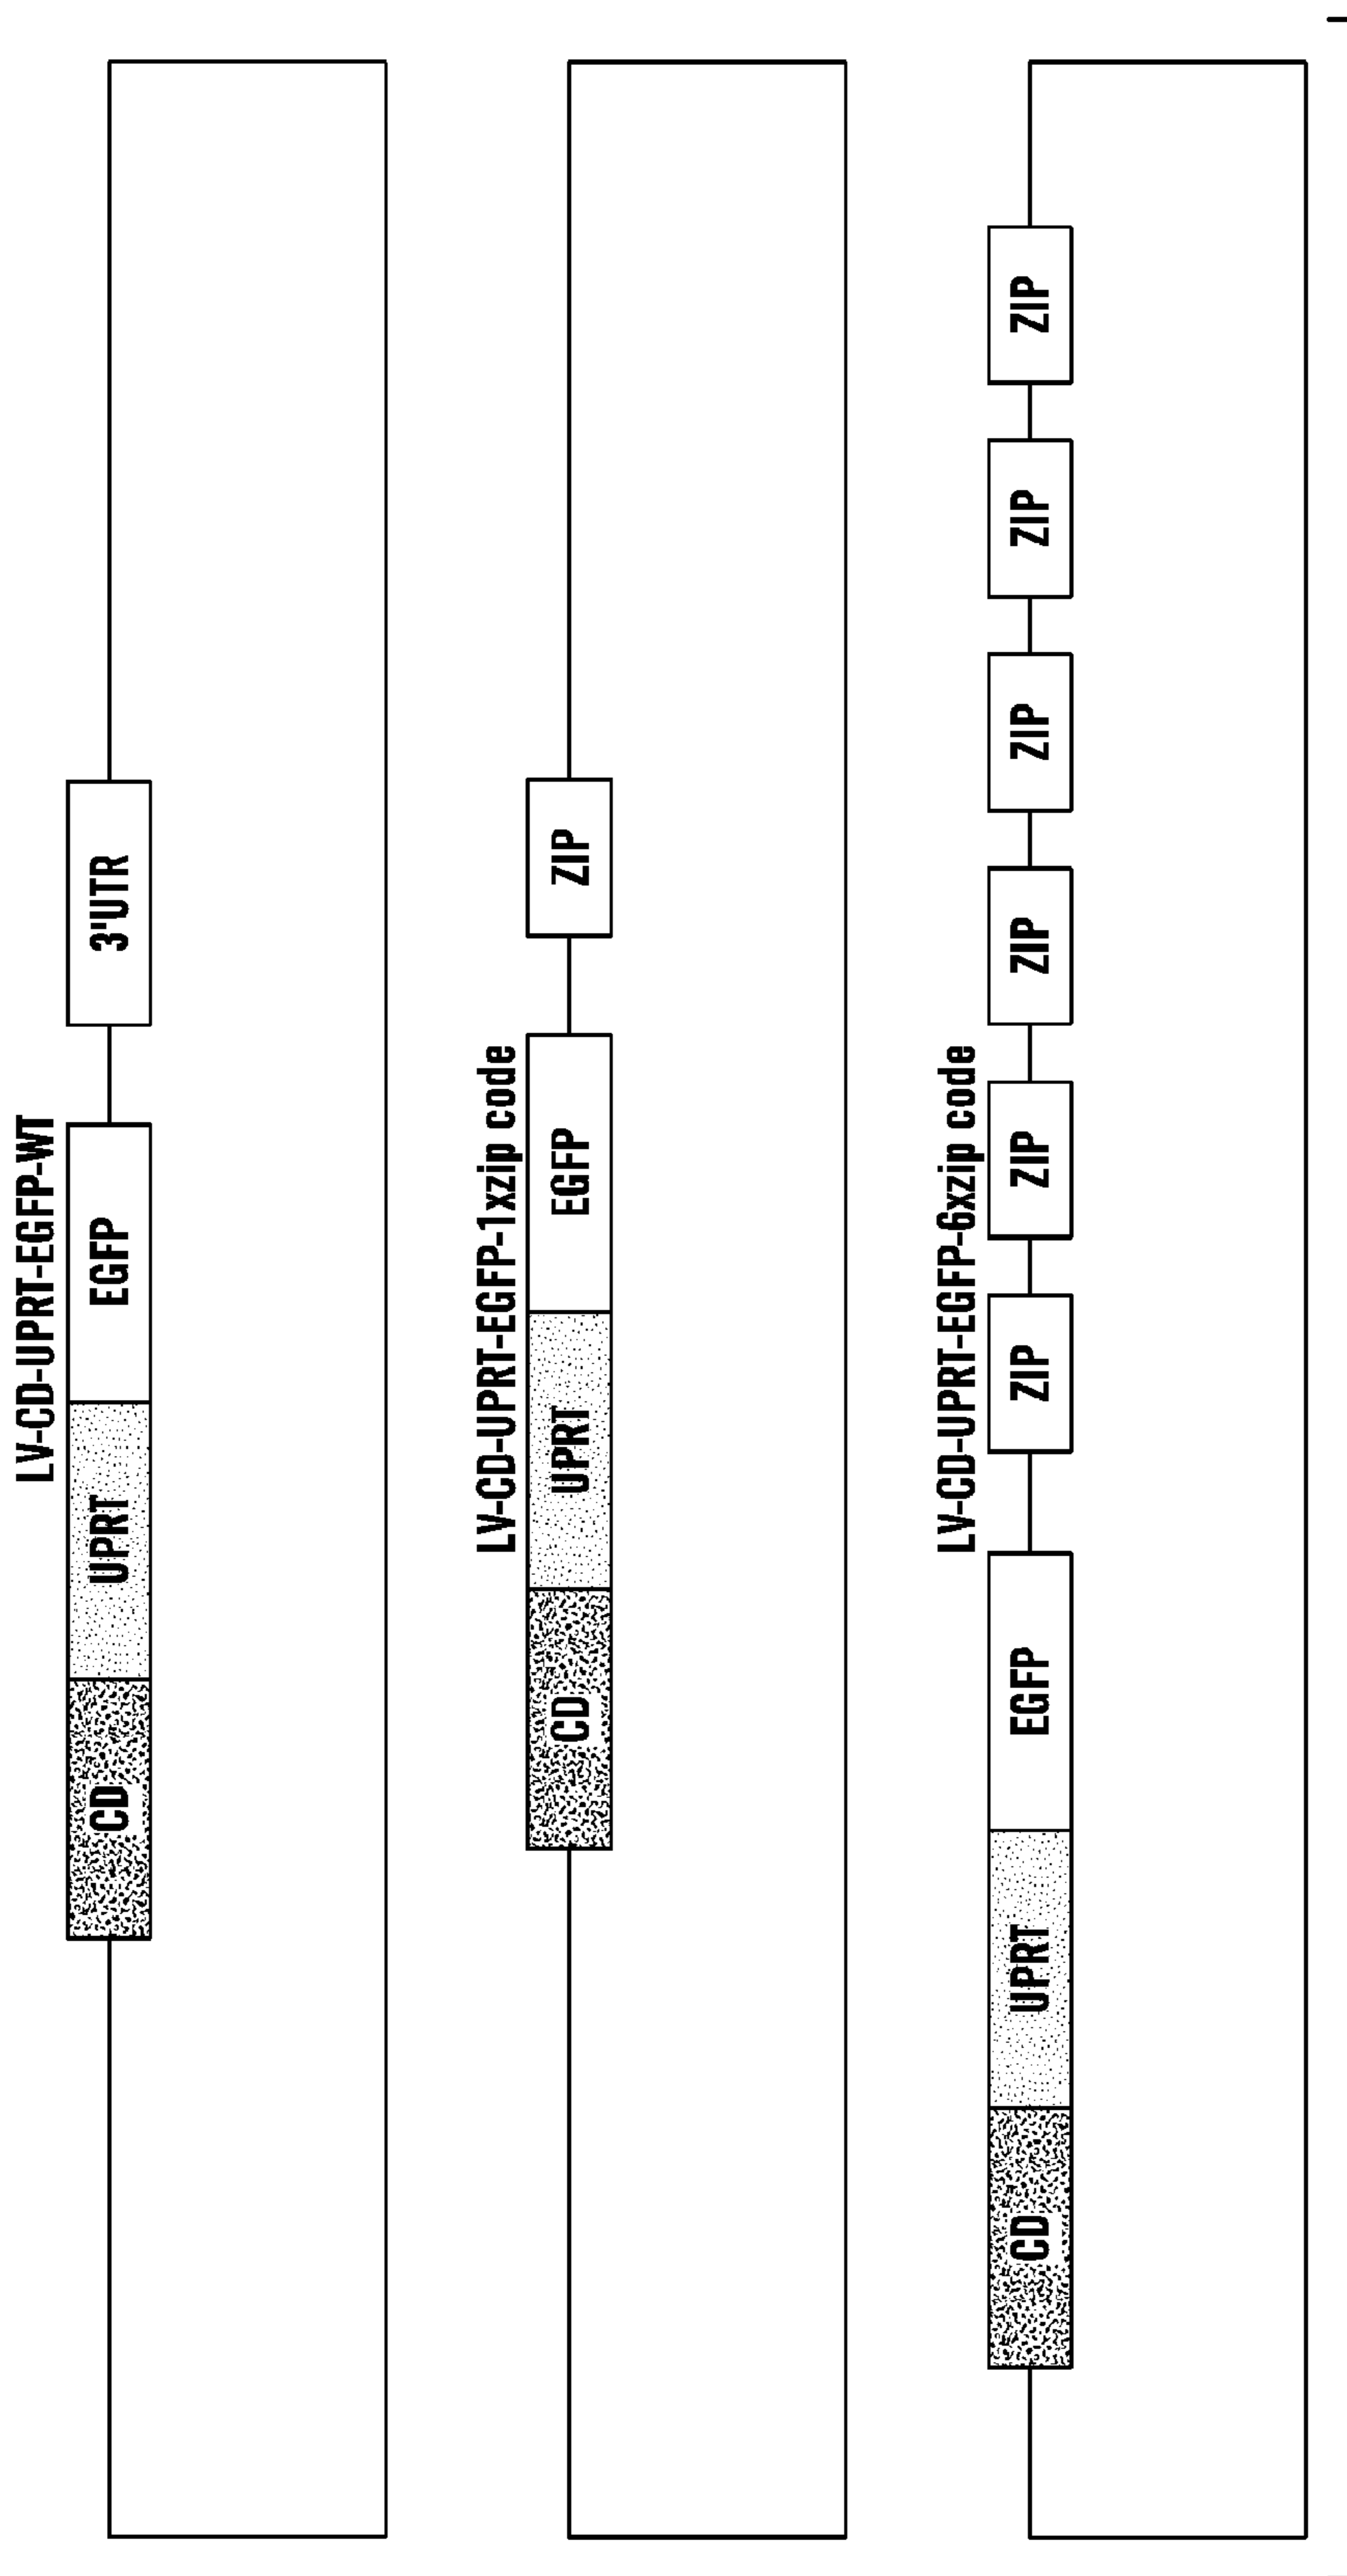 LV-CD-UPRT-EGFP-WT
CD UPRT EGFP 3'UTR
LV-CD-UPRT-EGFP-1xzip code
CD UPRT EGFP ZIP
LV-CD-UPRT-EGFP-6xzip code
CD UPRT EGFP ZIP ZIP ZIP ZIP ZIP ZIP